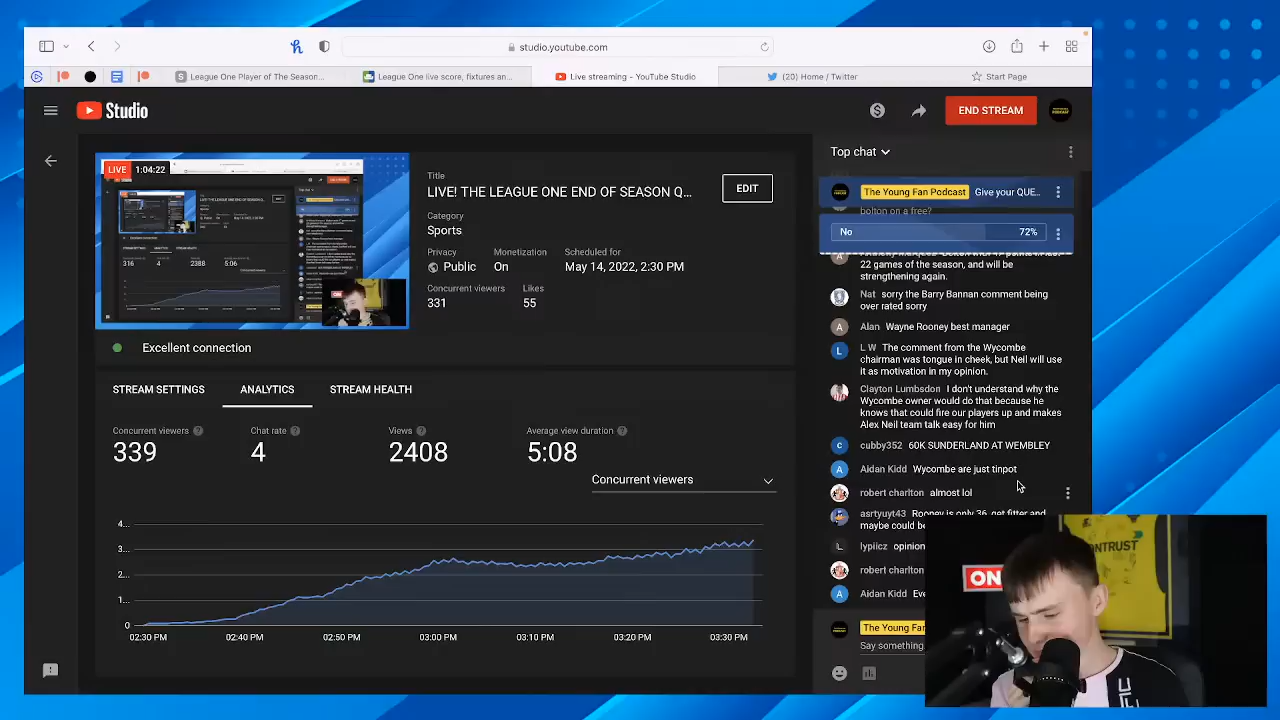 studio.youtube.com
League One Player of The Season...
League One live score, fixtures an...
Live streaming - YouTube Studio
(20) Home / Twitter
Start Page
Studio
END STREAM
LIVE 1:04:22
Title
LIVE! THE LEAGUE ONE END OF SEASON Q...
EDIT
Category
Sports
Privacy
Public
Monetization
On
Scheduled for
May 14, 2022, 2:30 PM
Concurrent viewers
331
Likes
55
Excellent connection
STREAM SETTINGS
ANALYTICS
STREAM HEALTH
Concurrent viewers
339
Chat rate
4
Views
2408
Average view duration
5:08
Concurrent viewers
4...
3...
2...
1...
0
02:40 PM
02:50 PM
03:00 PM
03:10 PM
03:20 PM
03:30 PM
Top chat
The Young Fan Podcast Give your QUE...
bolton on a free?
No 72%
22 games of the season, and will be
strengthening again.
Nat sorry the Barry Bannan comment being
over rated sorry
Alan Wayne Rooney best manager
L W The comment from the Wycombe
chairman was tongue in cheek, but Neil will use
it as motivation in my opinion.
Clayton Lumbsdon I don't understand why the
Wycombe owner would do that because he
knows that could fire our players up and makes
Alex Neil team talk easy for him
cubby352 60K SUNDERLAND AT WEMBLEY
Aidan Kidd Wycombe are just tinpot
robert charlton almost lol
asrtyuyt43 Rooney is only 36, get fitter and
maybe could be
lypiicz opinion
robert charlton
Aidan Kidd Eve
The Young Fan
Say something...
ON
ONTRUST